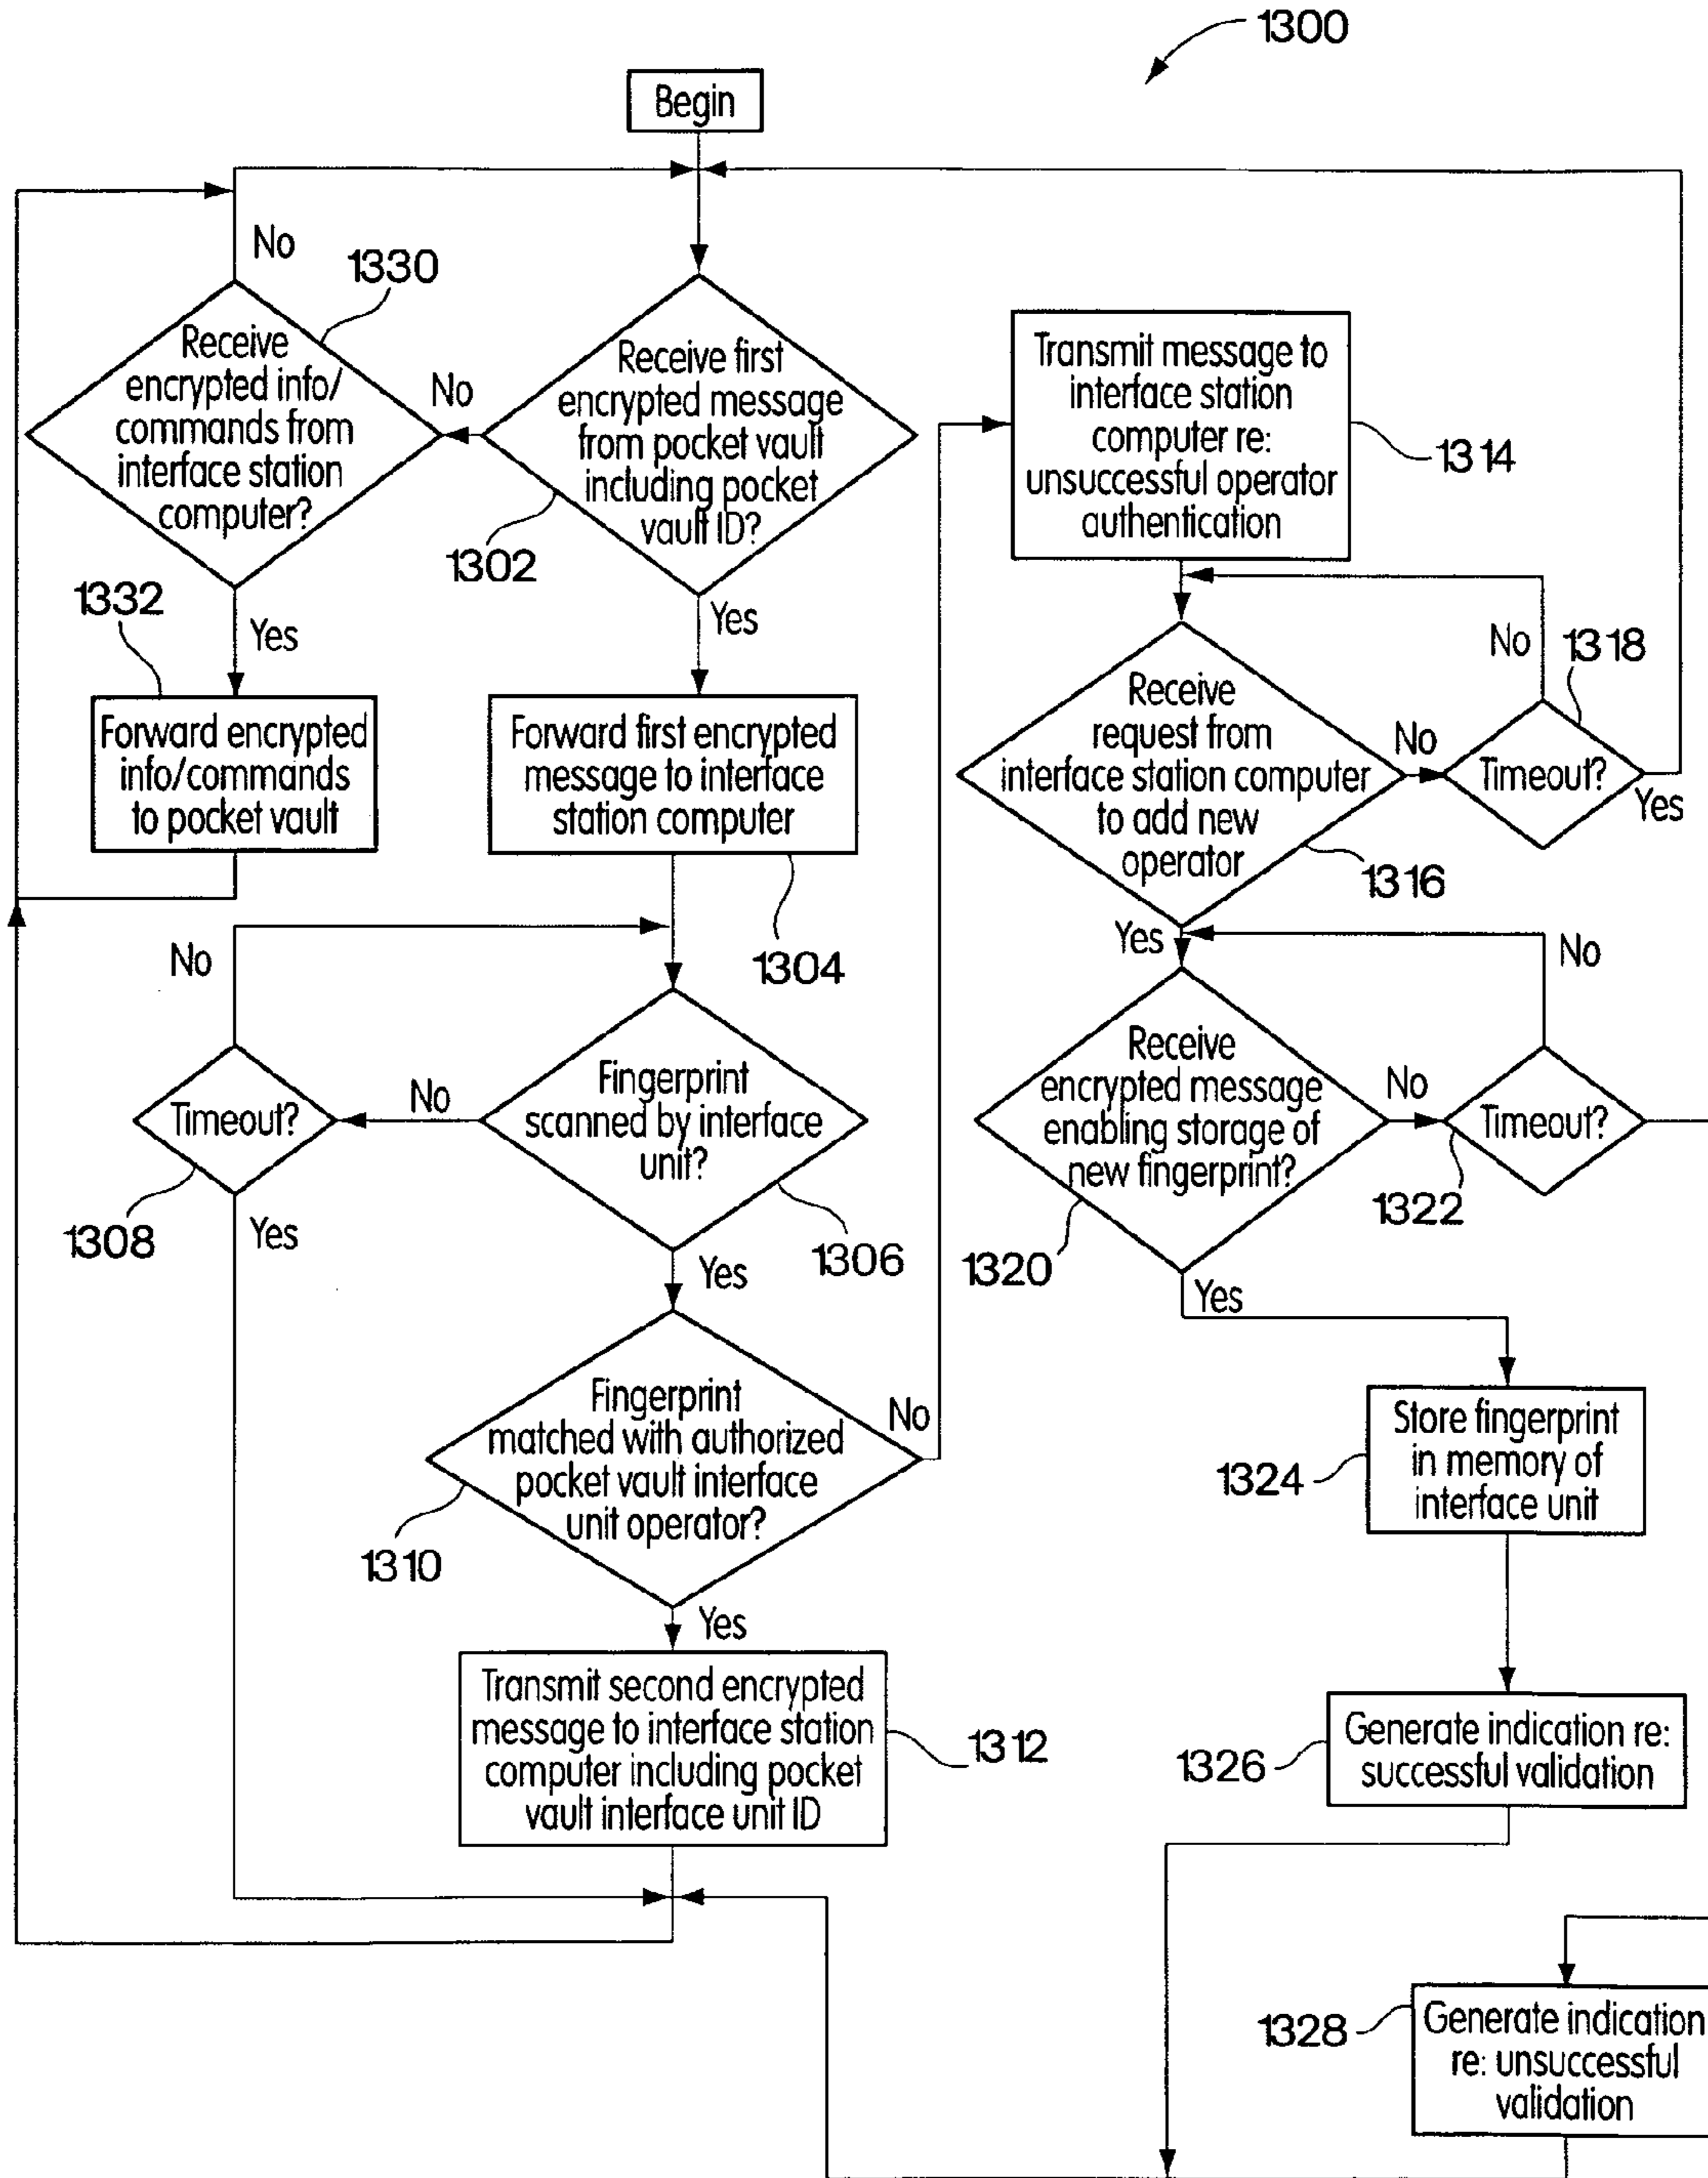 1300
Begin
No
1330
Receive
encrypted info/
commands from
interface station
computer?
No
Receive first
encrypted message
from pocket vault
including pocket
vault ID?
1302
Yes
1332
Yes
Forward encrypted
info/commands
to pocket vault
Forward first encrypted
message to interface
station computer
1304
No
Timeout?
No
1308
Yes
Fingerprint
scanned by interface
unit?
1306
Yes
Fingerprint
matched with authorized
pocket vault interface
unit operator?
No
1310
Yes
Transmit second encrypted
message to interface station
computer including pocket
vault interface unit ID
1312
Transmit message to
interface station
computer re:
unsuccessful operator
authentication
1314
Receive
request from
interface station computer
to add new
operator
1316
No
No
1318
Timeout?
Yes
Yes
Receive
encrypted message
enabling storage of
new fingerprint?
1320
No
No
Timeout?
1322
Yes
Store fingerprint
in memory of
interface unit
1324
Generate indication re:
successful validation
1326
Generate indication
re: unsuccessful
validation
1328